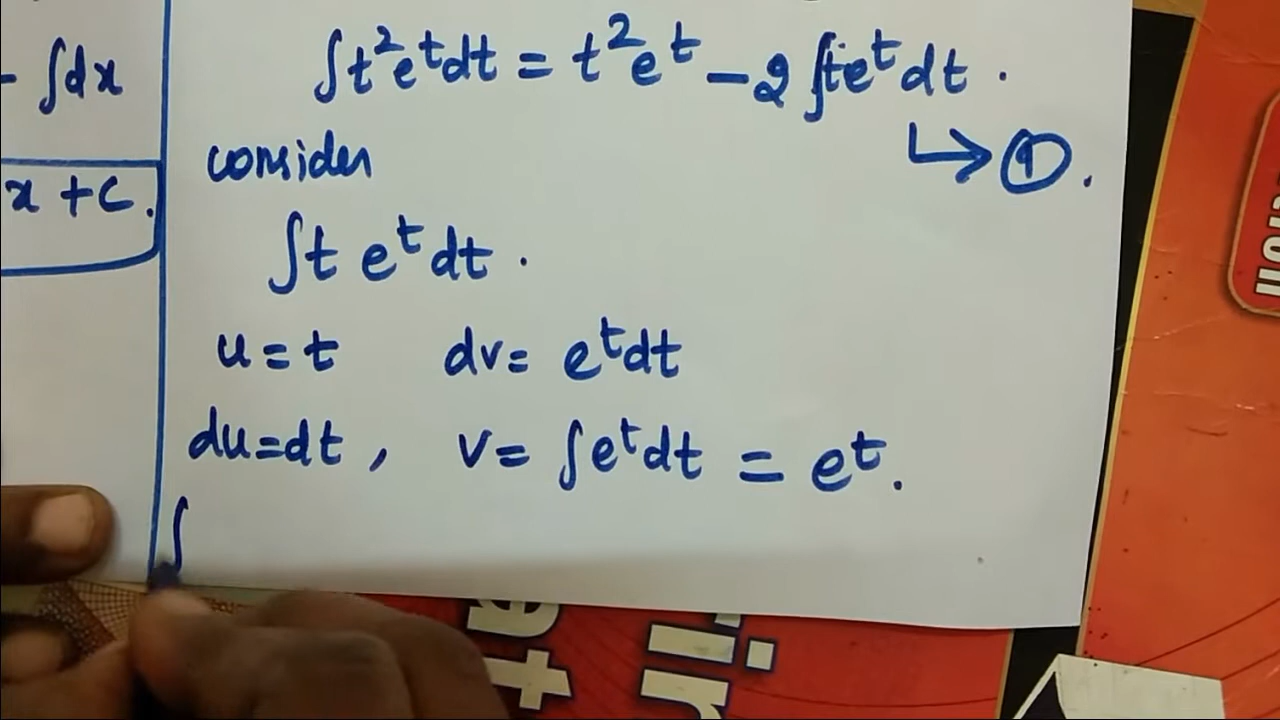 - ∫dx
x + C.
∫t²eᵗdt = t²eᵗ - 2 ∫teᵗdt .
↳ ①.
consider
∫t eᵗdt .
u = t dv = eᵗdt
du = dt , v = ∫eᵗdt = eᵗ.
∫